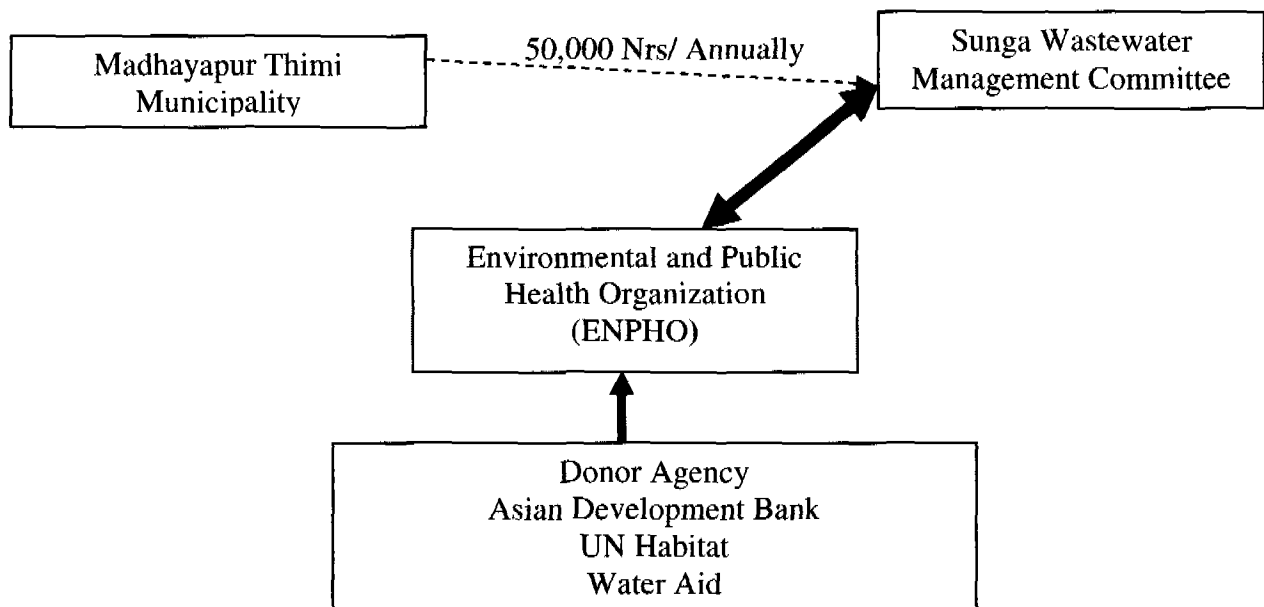 Madhayapur Thimi
Municipality
50,000 Nrs/ Annually
Sunga Wastewater
Management Committee
Environmental and Public
Health Organization
(ENPHO)
Donor Agency
Asian Development Bank
UN Habitat
Water Aid